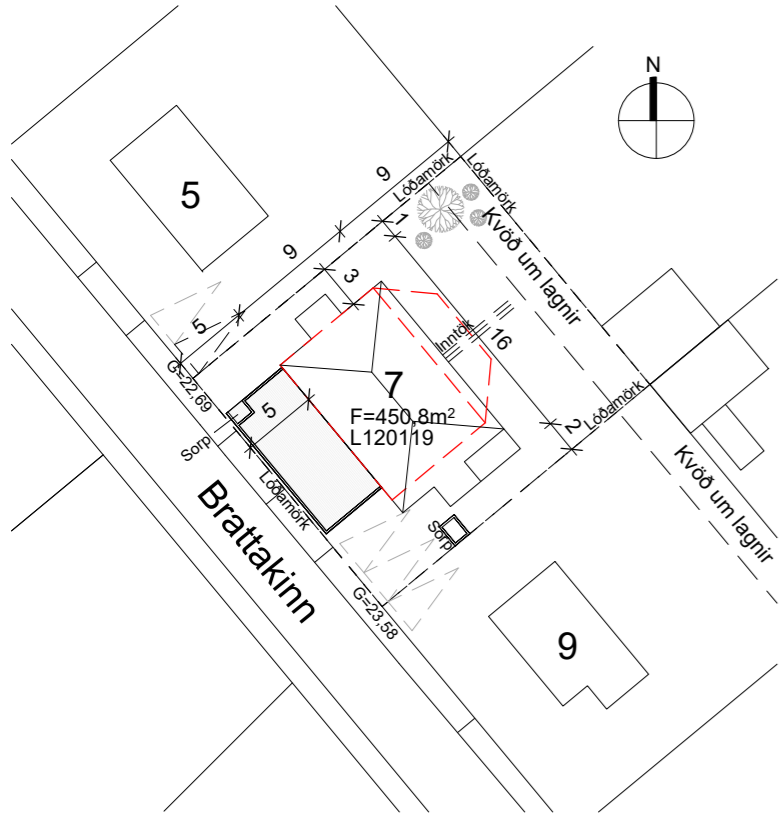 N
9
Lóðamörk
Lóðamörk
5
1
Kvöð um lagnir
9
3
5
Inntök
16
G=22,69
7
5
F=450,8m²
L120119
2
Lóðamörk
Sorp
Lóðamörk
Kvöð um lagnir
Brattakinn
Sorp
G=23,58
9